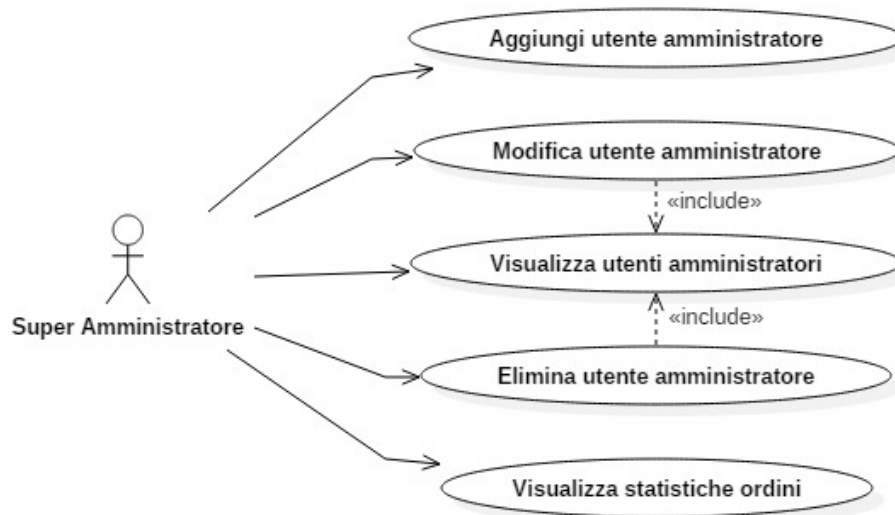 Aggiungi utente amministratore
Modifica utente amministratore
«include»
Visualizza utenti amministratori
«include»
Super Amministratore
Elimina utente amministratore
Visualizza statistiche ordini